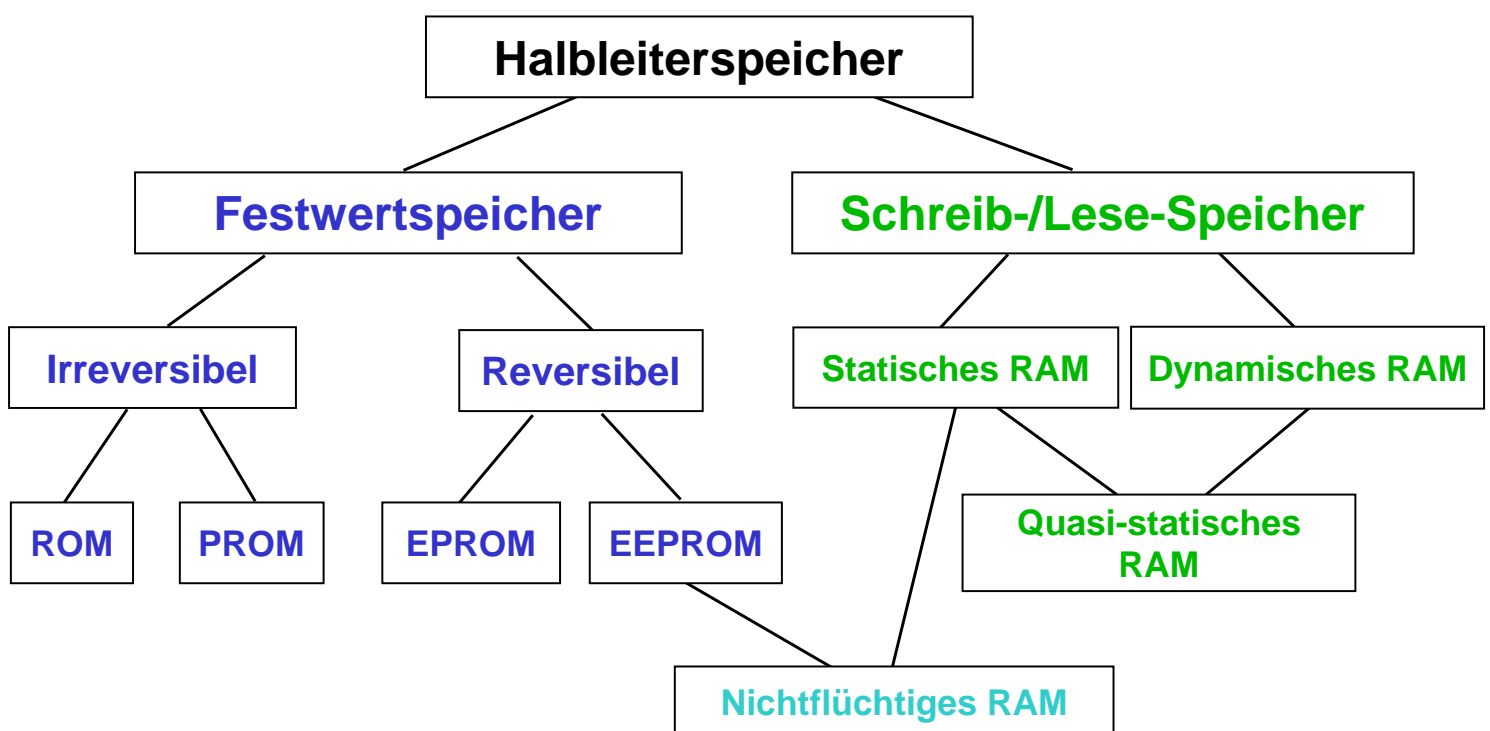 Halbleiterspeicher
Festwertspeicher
Schreib-/Lese-Speicher
Irreversibel
Reversibel
Statisches RAM
Dynamisches RAM
ROM
PROM
EPROM
EEPROM
Quasi-statisches
RAM
Nichtflüchtiges RAM